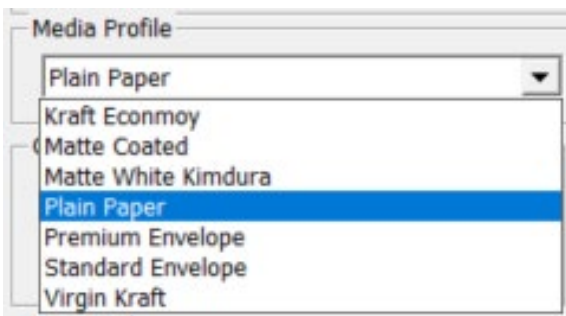 Media Profile
Plain Paper
Kraft Econmoy
Matte Coated
Matte White Kimdura
Plain Paper
Premium Envelope
Standard Envelope
Virgin Kraft